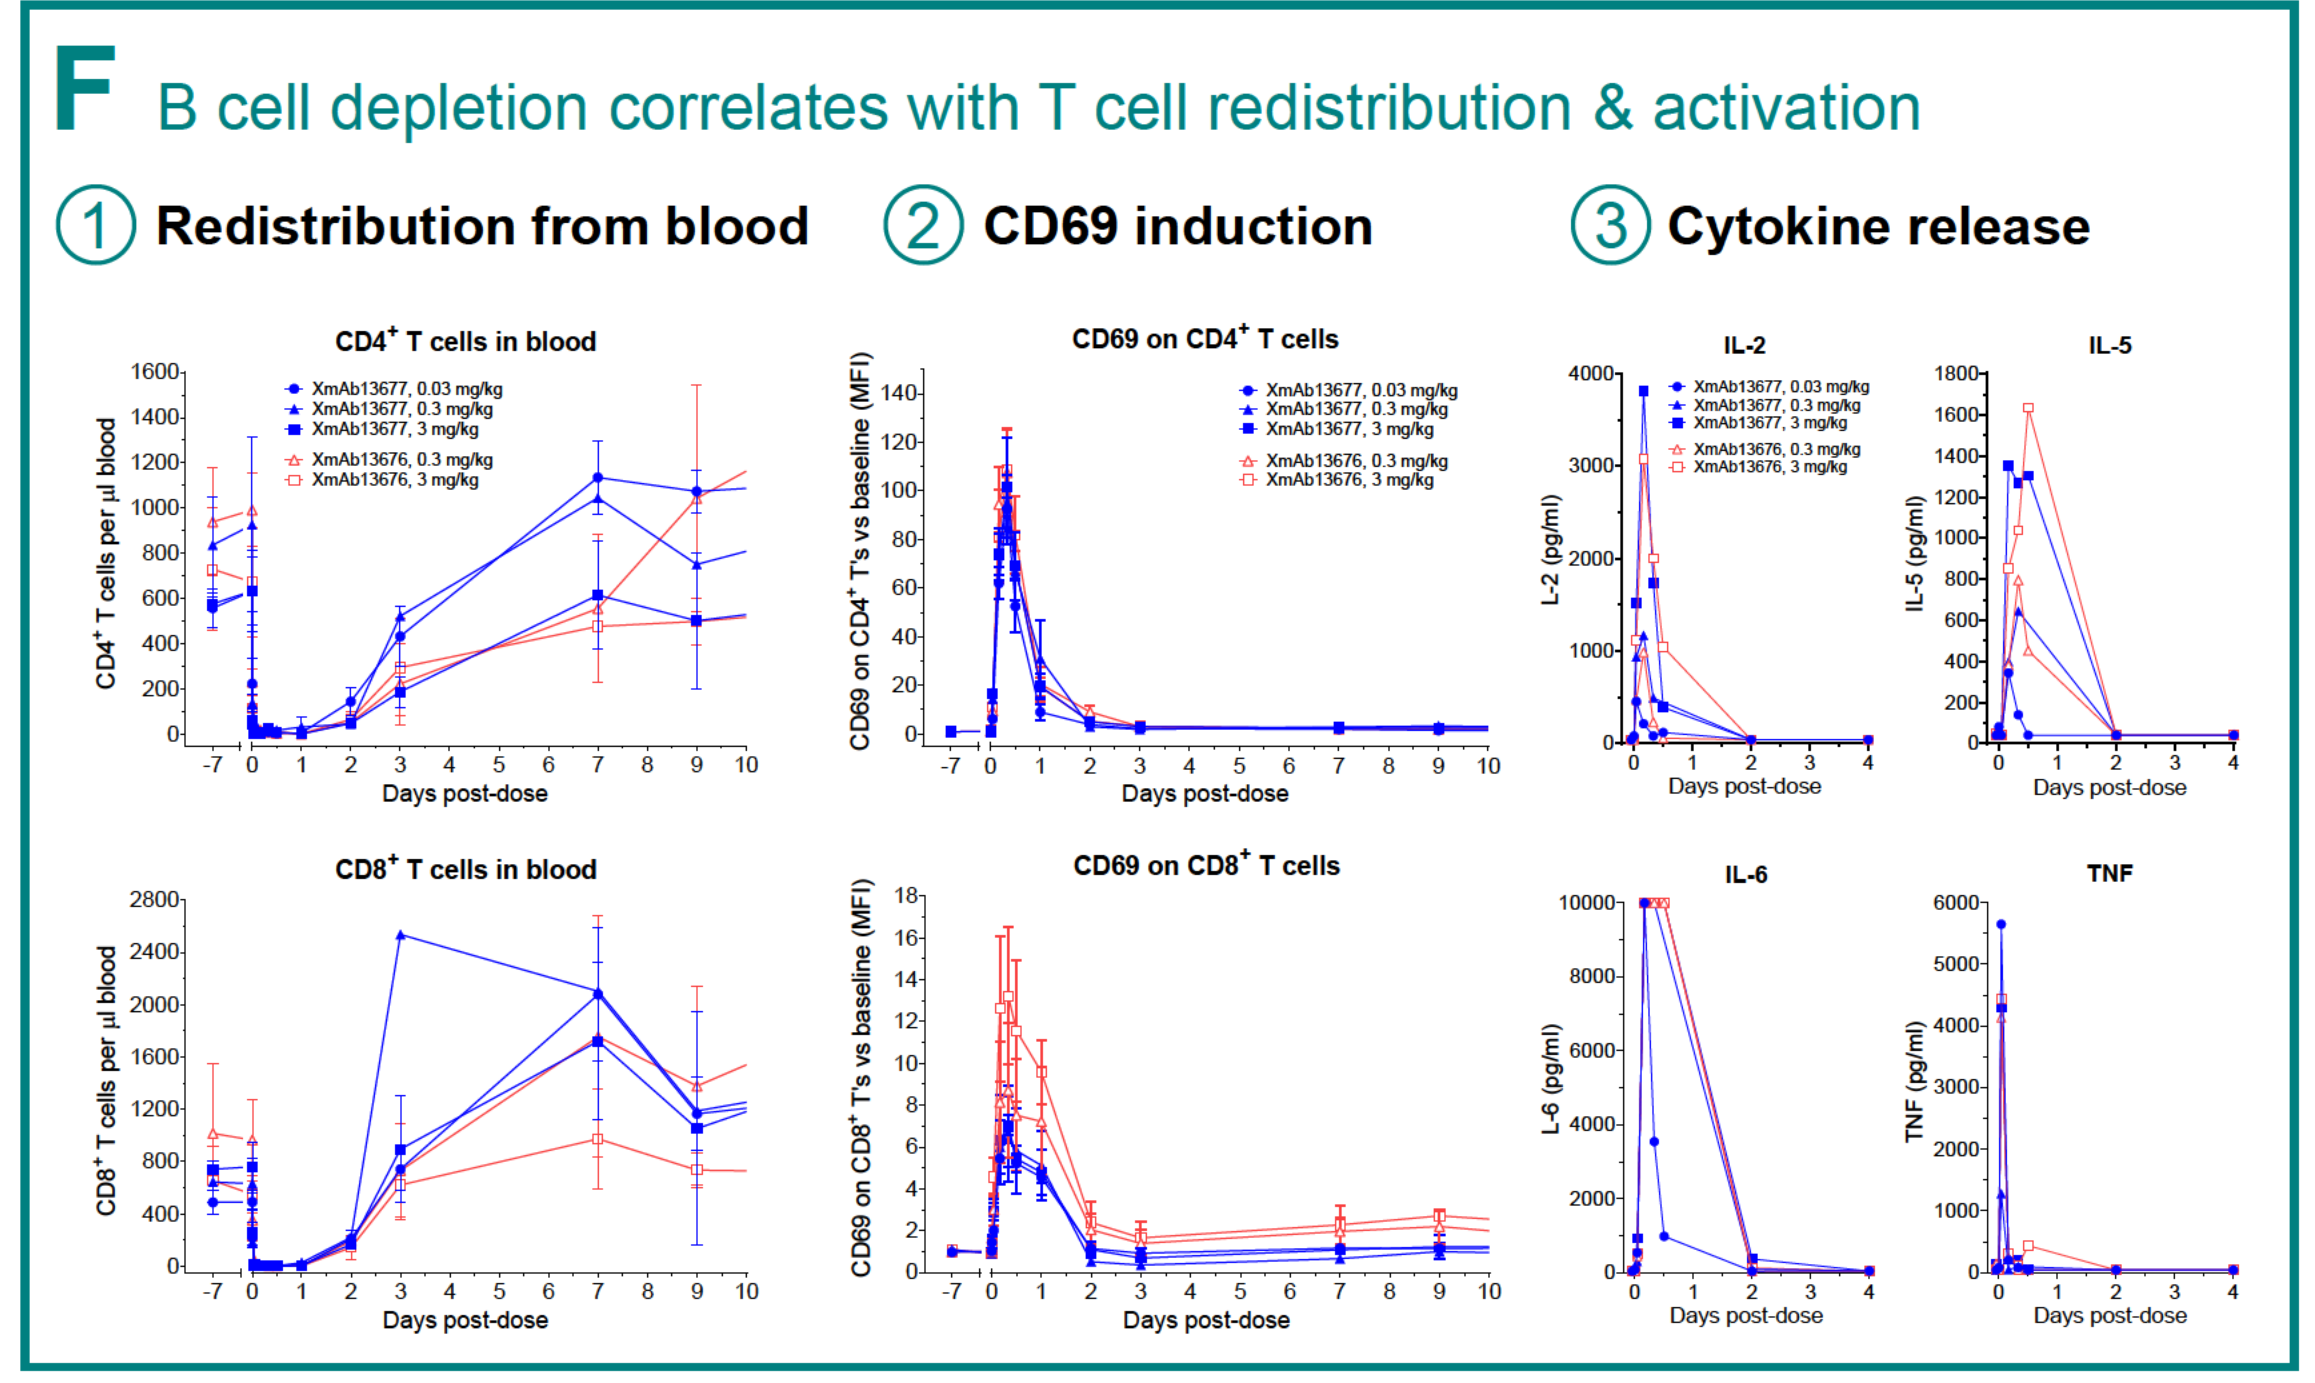 F B cell depletion correlates with T cell redistribution & activation
1 Redistribution from blood
2 CD69 induction
3 Cytokine release
CD4+ T cells in blood
CD4+ T cells per µl blood
1600
1400
1200
1000
800
600
400
200
0
XmAb13677, 0.03 mg/kg
XmAb13677, 0.3 mg/kg
XmAb13677, 3 mg/kg
XmAb13676, 0.3 mg/kg
XmAb13676, 3 mg/kg
-7 0 1 2 3 4 5 6 7 8 9 10
Days post-dose
CD69 on CD4+ T cells
CD69 on CD4+ T's vs baseline (MFI)
140
120
100
80
60
40
20
0
XmAb13677, 0.03 mg/kg
XmAb13677, 0.3 mg/kg
XmAb13677, 3 mg/kg
XmAb13676, 0.3 mg/kg
XmAb13676, 3 mg/kg
-7 0 1 2 3 4 5 6 7 8 9 10
Days post-dose
IL-2
L-2 (pg/ml)
4000
3000
2000
1000
0
XmAb13677, 0.03 mg/kg
XmAb13677, 0.3 mg/kg
XmAb13677, 3 mg/kg
XmAb13676, 0.3 mg/kg
XmAb13676, 3 mg/kg
0 1 2 3 4
Days post-dose
IL-5
IL-5 (pg/ml)
1800
1600
1400
1200
1000
800
600
400
200
0
0 1 2 3 4
Days post-dose
CD8+ T cells in blood
CD8+ T cells per µl blood
2800
2400
2000
1600
1200
800
400
0
-7 0 1 2 3 4 5 6 7 8 9 10
Days post-dose
CD69 on CD8+ T cells
CD69 on CD8+ T's vs baseline (MFI)
18
16
14
12
10
8
6
4
2
0
-7 0 1 2 3 4 5 6 7 8 9 10
Days post-dose
IL-6
L-6 (pg/ml)
10000
8000
6000
4000
2000
0
0 1 2 3 4
Days post-dose
TNF
TNF (pg/ml)
6000
5000
4000
3000
2000
1000
0
0 1 2 3 4
Days post-dose